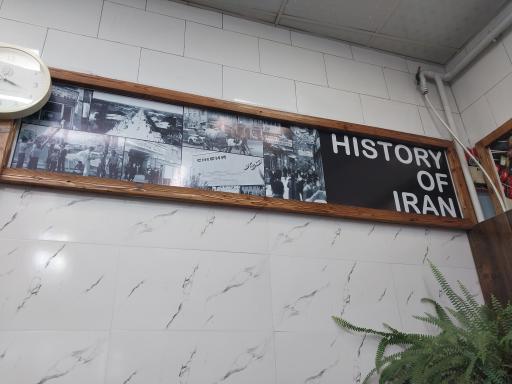 CINEMA
HISTORY
OF
IRAN